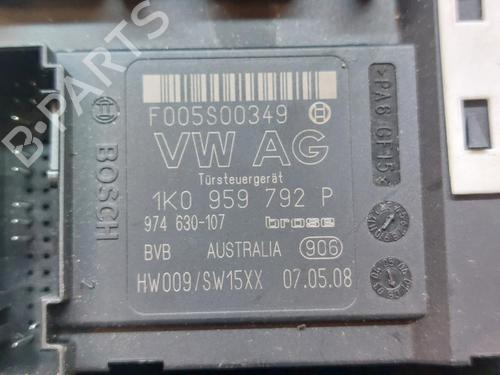 F005S00349
VW AG
Türsteuergerät
1K0 959 792 P
974 630-107 brose
BVB AUSTRALIA 906
HW009/SW15XX 07.05.08
BOSCH
2
>PA6 GF15<
B-PARTS